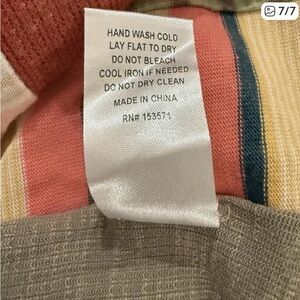 7/7
HAND WASH COLD
LAY FLAT TO DRY
DO NOT BLEACH
COOL IRON IF NEEDED
DO NOT DRY CLEAN
MADE IN CHINA
RN# 153571